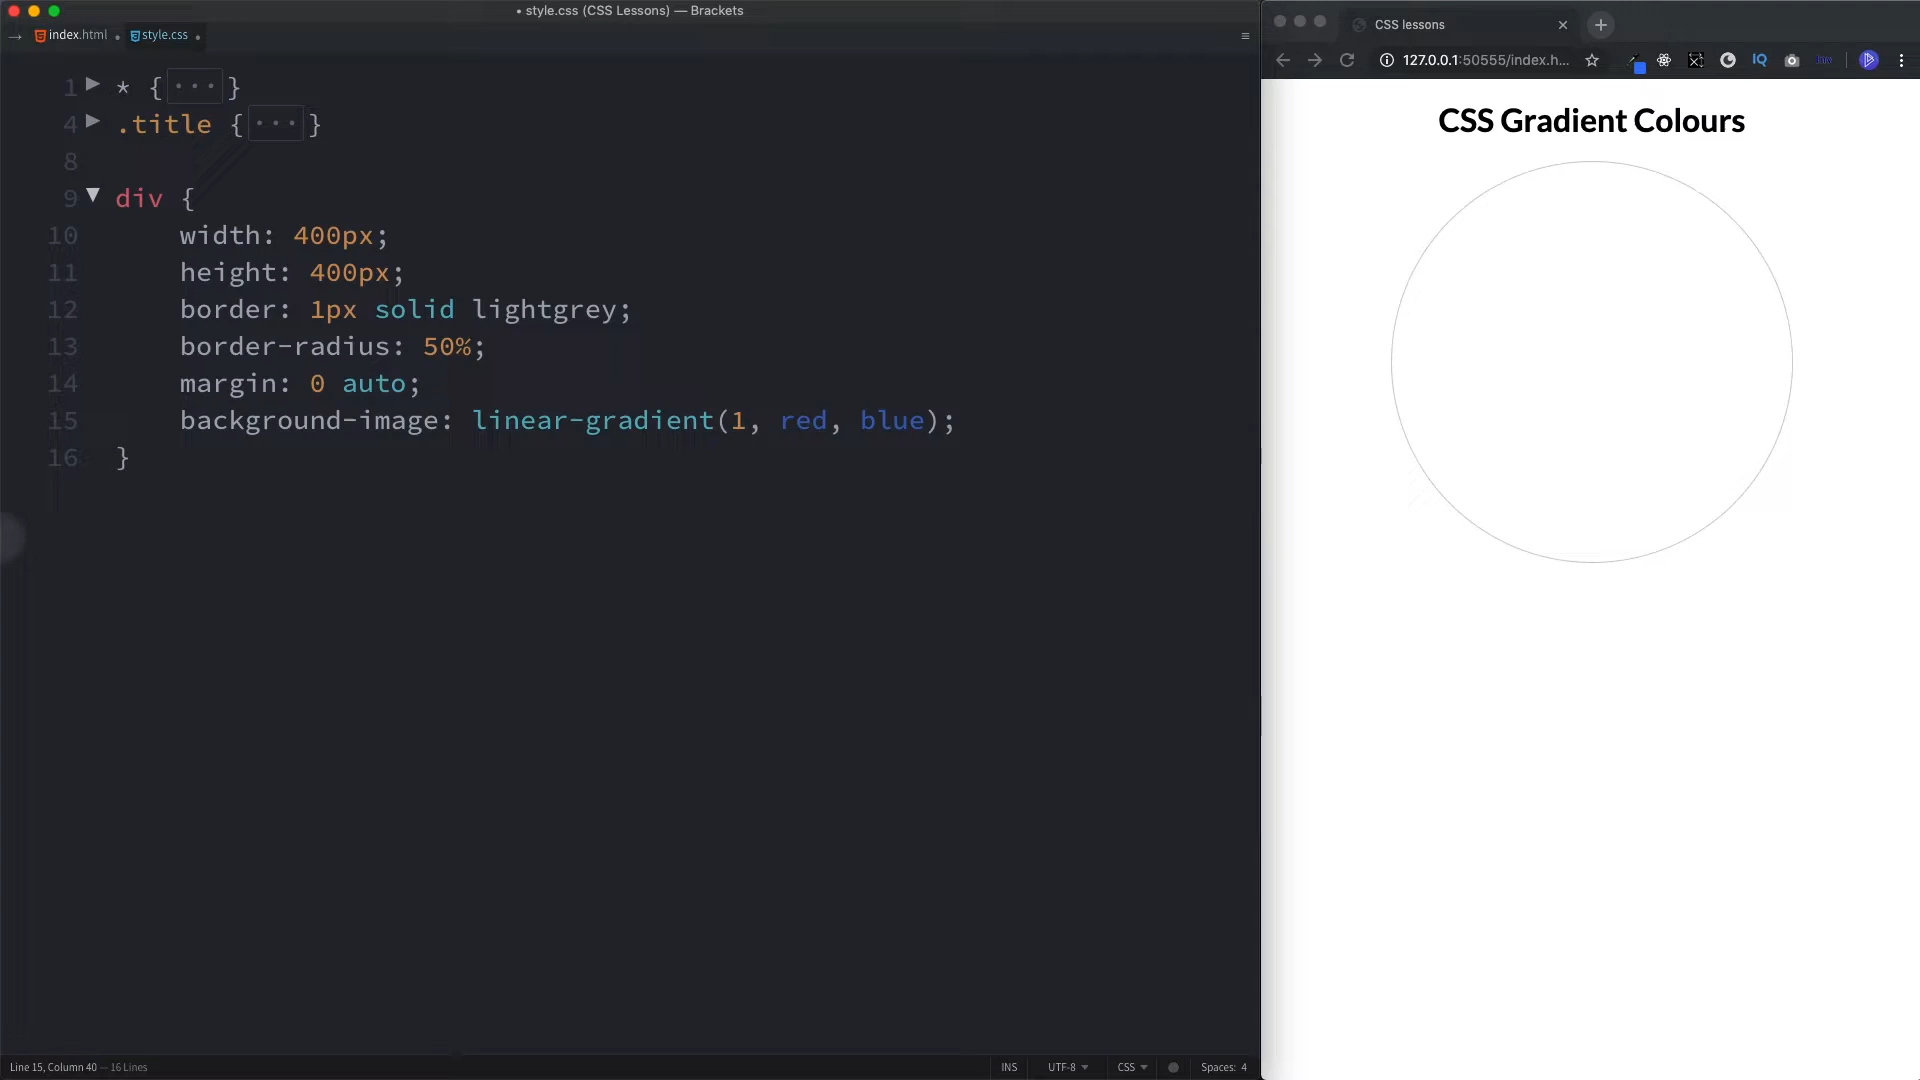 • style.css (CSS Lessons) — Brackets
index.html • style.css •
1 * {...}
4 .title {...}
8
9 div {
10 width: 400px;
11 height: 400px;
12 border: 1px solid lightgrey;
13 border-radius: 50%;
14 margin: 0 auto;
15 background-image: linear-gradient(1, red, blue);
16 }
Line 15, Column 40 — 16 Lines
INS UTF-8 CSS Spaces: 4
CSS lessons
127.0.0.1:50555/index.h...
IQ
CSS Gradient Colours